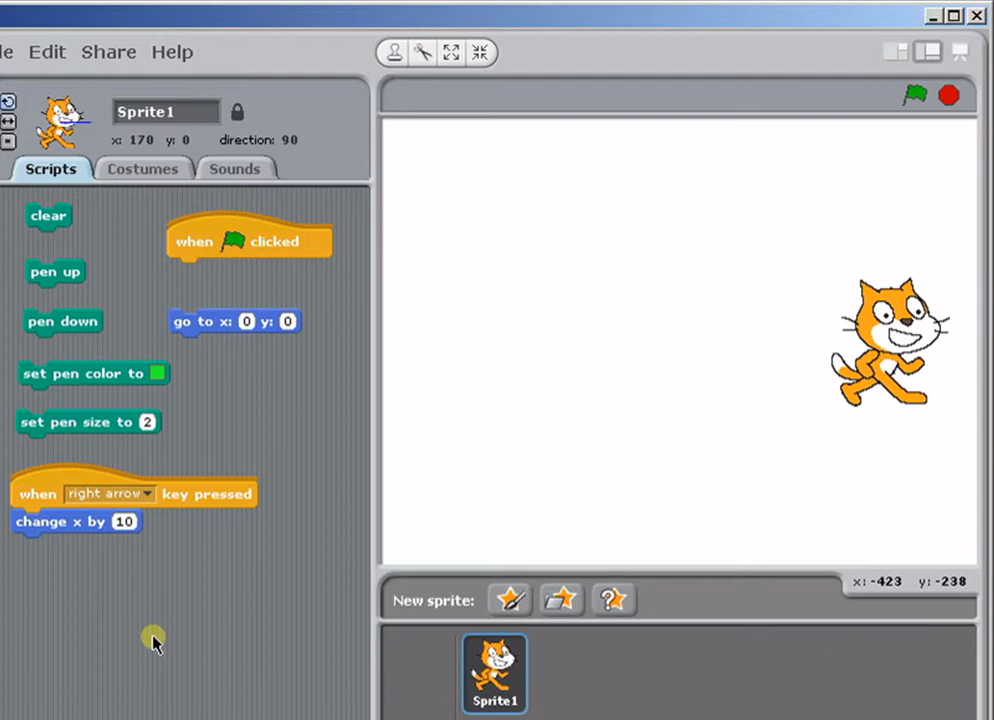 le Edit Share Help
Sprite1
x: 170 y: 0 direction: 90
Scripts Costumes Sounds
clear
when clicked
pen up
pen down
go to x: 0 y: 0
set pen color to
set pen size to 2
when right arrow key pressed
change x by 10
x: -423 y: -238
New sprite:
Sprite1